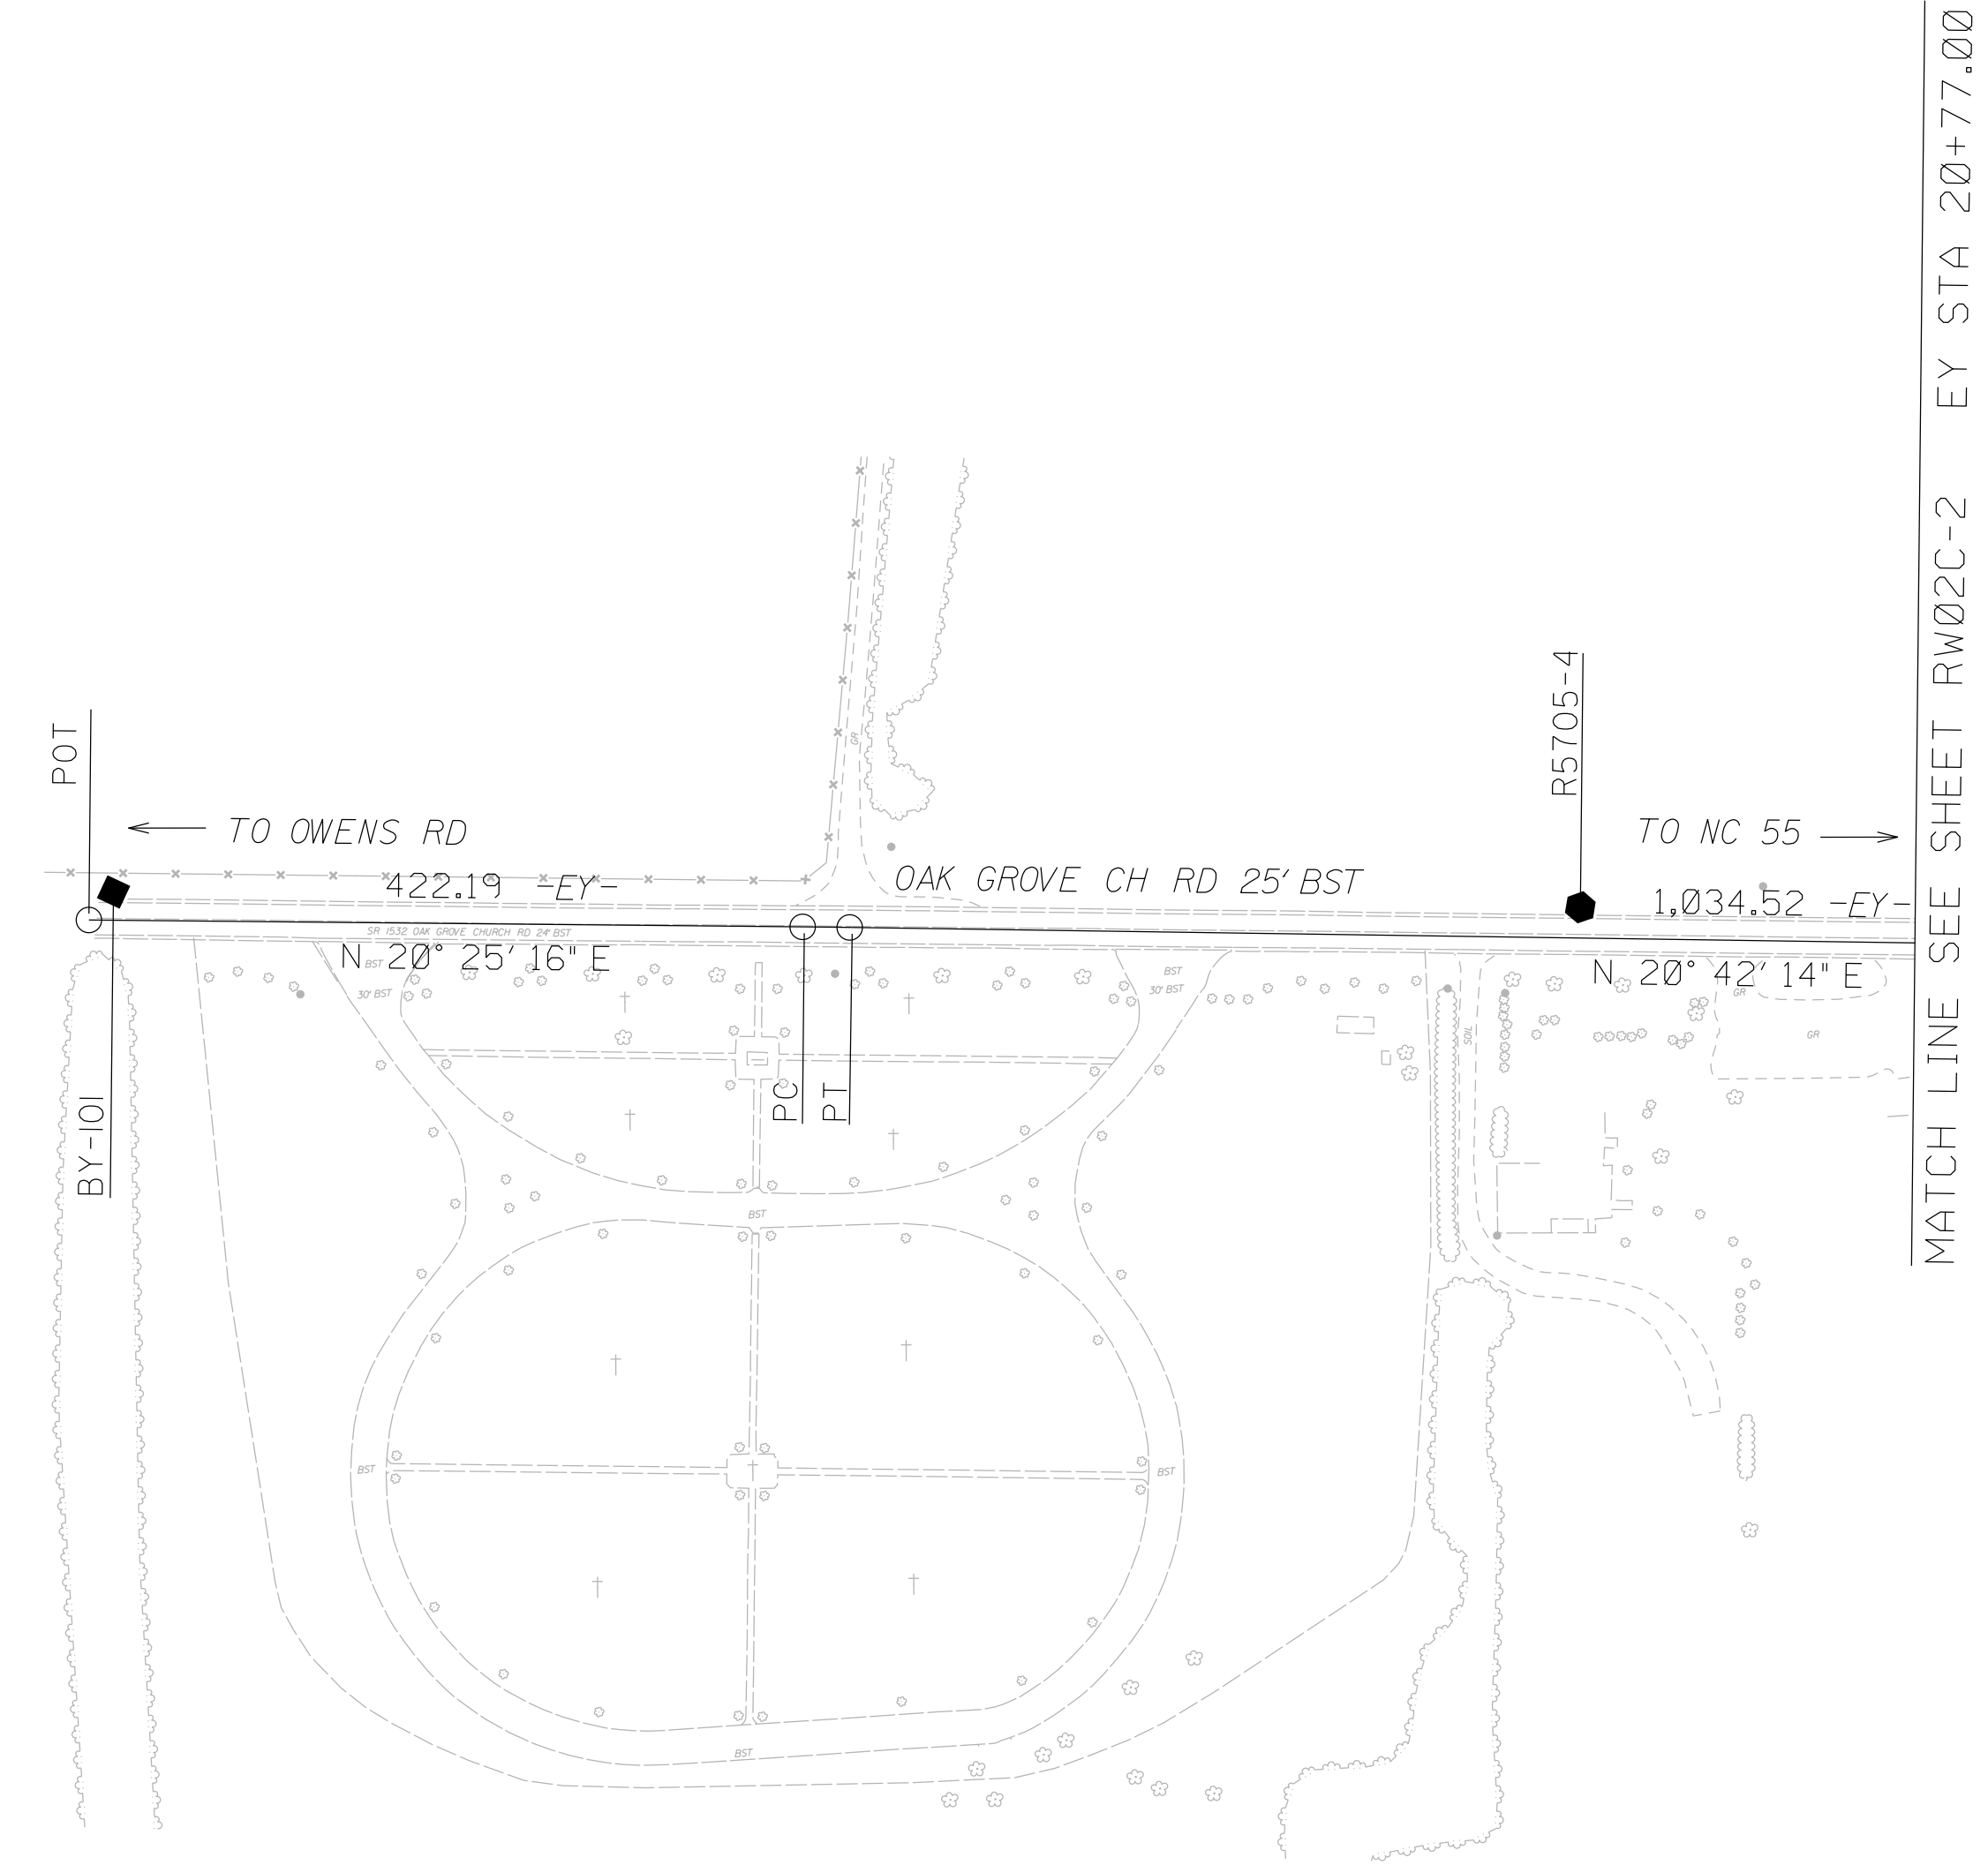 MATCH LINE SEE SHEET RW02C-2 EY STA 20+77.00
POT
TO OWENS RD
422.19 -EY-
OAK GROVE CH RD 25' BST
R5705-4
TO NC 55
1,034.52 -EY-
GR
SR 1532 OAK GROVE CHURCH RD 24' BST
N 20° 25' 16" E
N 20° 42' 14" E
BST
30' BST
BST
30' BST
SOIL
GR
GR
BY-101
PC
PT
BST
BST
BST
BST